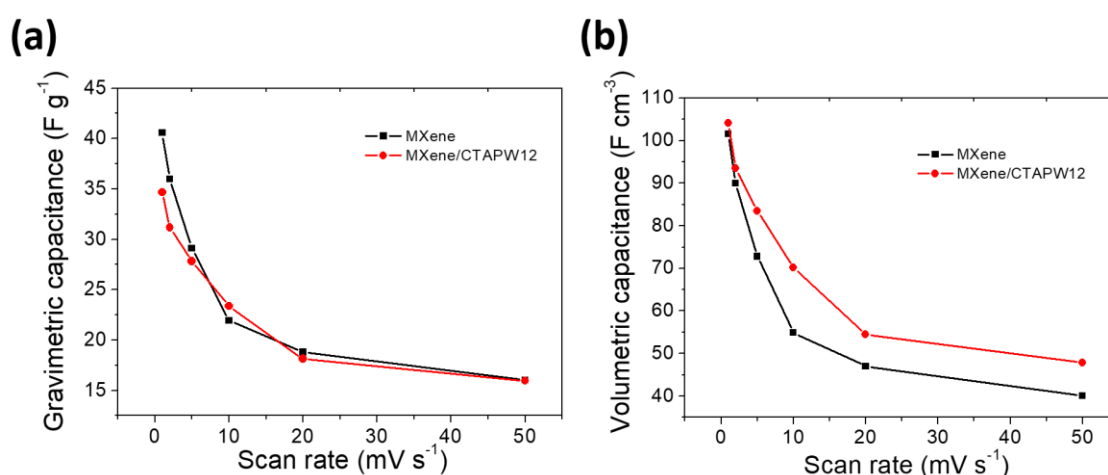 (a)
Gravimetric capacitance (F g-1)
45
40
35
30
25
20
15
MXene
MXene/CTAPW12
0 10 20 30 40 50
Scan rate (mV s-1)
(b)
Volumetric capacitance (F cm-3)
110
100
90
80
70
60
50
40
MXene
MXene/CTAPW12
0 10 20 30 40 50
Scan rate (mV s-1)